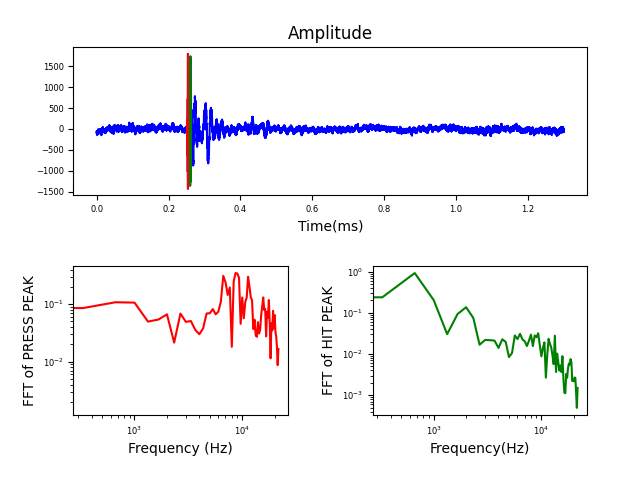 Amplitude
1500
1000
500
0
−500
−1000
−1500
0.0 0.2 0.4 0.6 0.8 1.0 1.2
Time(ms)
FFT of PRESS PEAK
10⁻¹
10⁻²
10³ 10⁴
Frequency (Hz)
FFT of HIT PEAK
10⁰
10⁻¹
10⁻²
10⁻³
10³ 10⁴
Frequency(Hz)